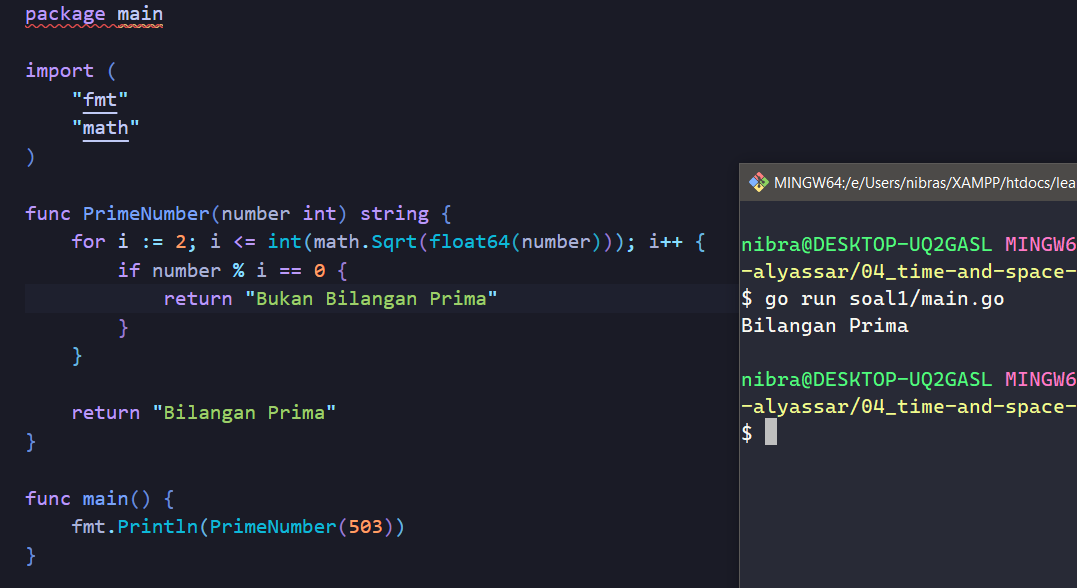 package main
import (
"fmt"
"math"
)
func PrimeNumber(number int) string {
for i := 2; i <= int(math.Sqrt(float64(number))); i++ {
if number % i == 0 {
return "Bukan Bilangan Prima"
}
}
return "Bilangan Prima"
}
func main() {
fmt.Println(PrimeNumber(503))
}
MINGW64:/e/Users/nibras/XAMPP/htdocs/lea
nibra@DESKTOP-UQ2GASL MINGW6
-alyassar/04_time-and-space-
$ go run soal1/main.go
Bilangan Prima
nibra@DESKTOP-UQ2GASL MINGW6
-alyassar/04_time-and-space-
$